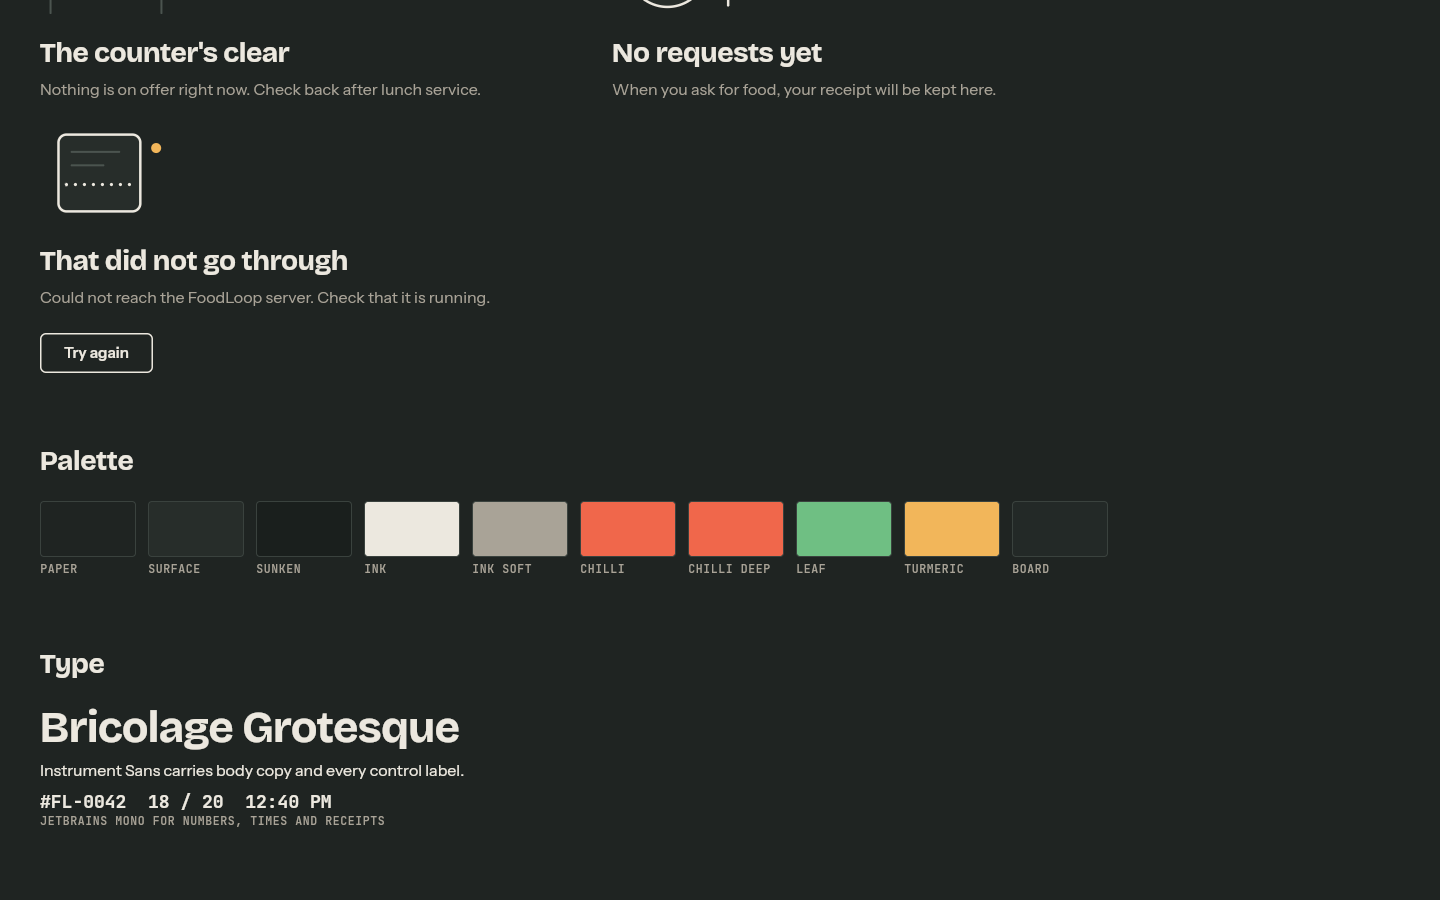 The counter's clear
Nothing is on offer right now. Check back after lunch service.
No requests yet
When you ask for food, your receipt will be kept here.
That did not go through
Could not reach the FoodLoop server. Check that it is running.
Try again
Palette
PAPER
SURFACE
SUNKEN
INK
INK SOFT
CHILLI
CHILLI DEEP
LEAF
TURMERIC
BOARD
Type
Bricolage Grotesque
Instrument Sans carries body copy and every control label.
#FL-0042 18 / 20 12:40 PM
JETBRAINS MONO FOR NUMBERS, TIMES AND RECEIPTS